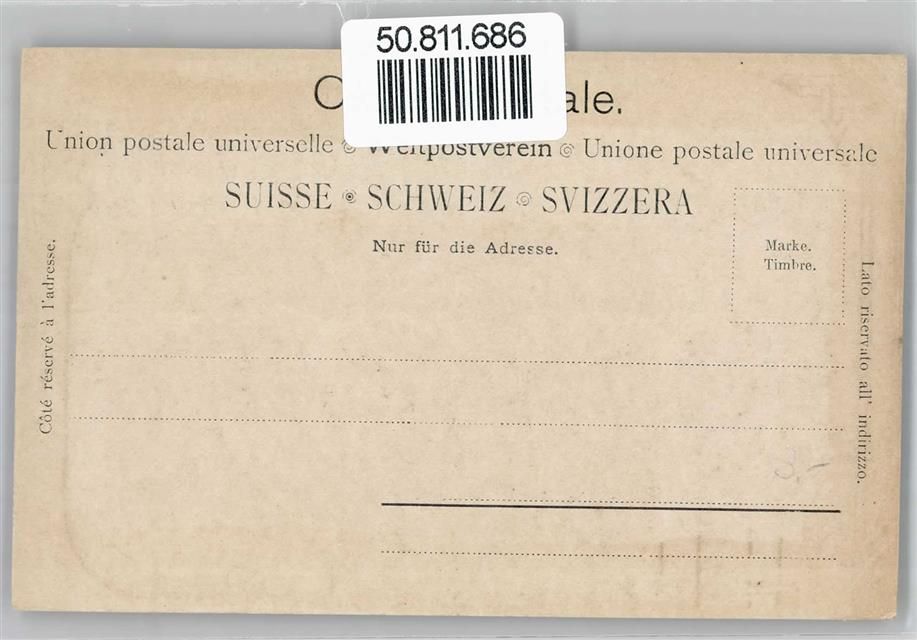 50.811.686
Union postale universelle Weltpostverein Unione postale universale
SUISSE SCHWEIZ SVIZZERA
Nur für die Adresse.
Marke.
Timbre.
Côté réservé à l'adresse.
Lato riservato all' indirizzo.
3.-